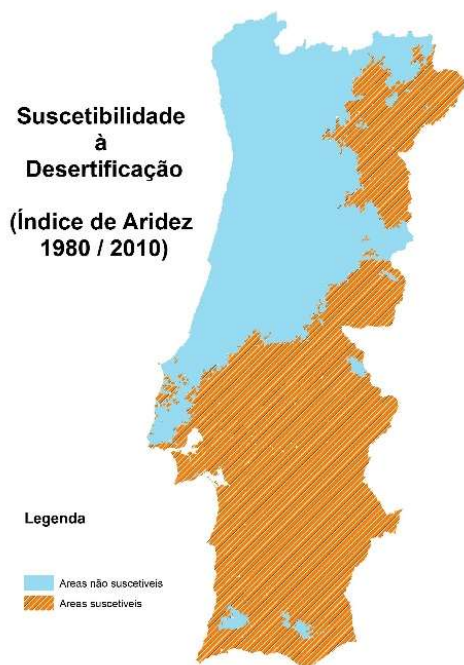 Suscetibilidade
à
Desertificação
(Índice de Aridez
1980 / 2010)
Legenda
Areas não suscetiveis
Areas suscetiveis